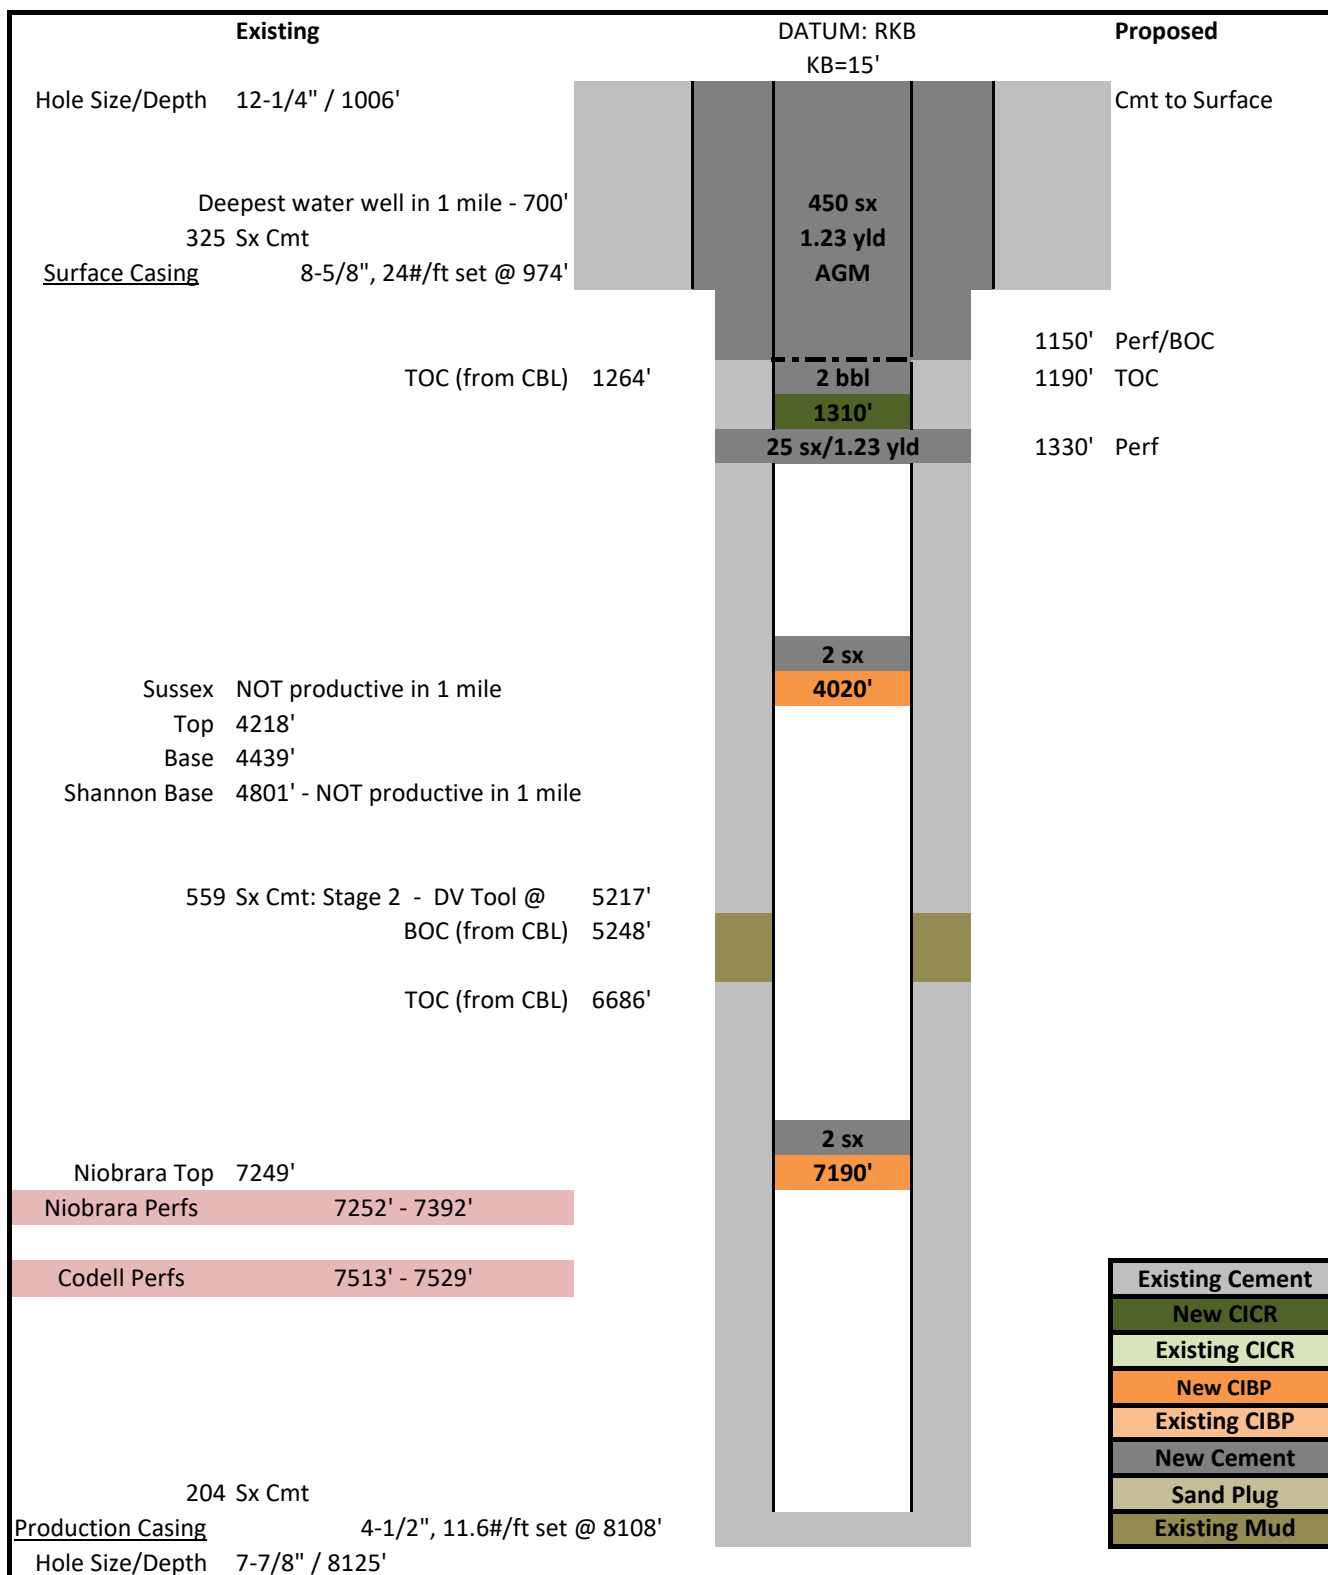 Existing DATUM: RKB Proposed
KB=15'
Hole Size/Depth 12-1/4" / 1006' Cmt to Surface
Deepest water well in 1 mile - 700' 450 sx
325 Sx Cmt 1.23 yld
Surface Casing 8-5/8", 24#/ft set @ 974' AGM
1150' Perf/BOC
TOC (from CBL) 1264' 2 bbl 1190' TOC
1310'
25 sx/1.23 yld 1330' Perf
2 sx
Sussex NOT productive in 1 mile 4020'
Top 4218'
Base 4439'
Shannon Base 4801' - NOT productive in 1 mile
559 Sx Cmt: Stage 2 - DV Tool @ 5217'
BOC (from CBL) 5248'
TOC (from CBL) 6686'
2 sx
Niobrara Top 7249' 7190'
Niobrara Perfs 7252' - 7392'
Codell Perfs 7513' - 7529'
Existing Cement
New CICR
Existing CICR
New CIBP
Existing CIBP
New Cement
204 Sx Cmt Sand Plug
Production Casing 4-1/2", 11.6#/ft set @ 8108' Existing Mud
Hole Size/Depth 7-7/8" / 8125'